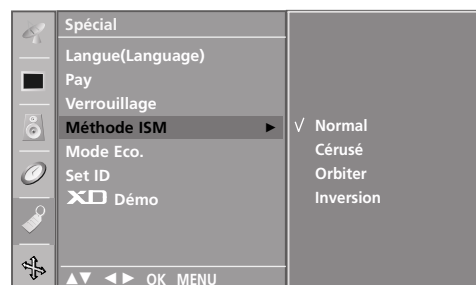 Spécial
Langue(Language)
Pay
Verrouillage
Méthode ISM ►
Mode Eco.
Set ID
XD Démo
√ Normal
Cérusé
Orbiter
Inversion
▲▼ ◄► OK MENU